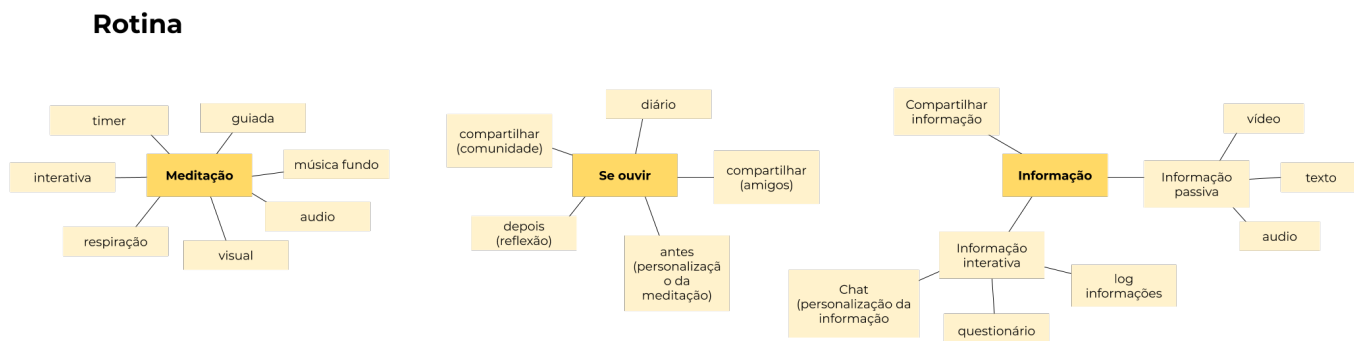 Rotina
timer
guiada
interativa
Meditação
música fundo
respiração
visual
audio
diário
compartilhar
(comunidade)
Se ouvir
compartilhar
(amigos)
depois
(reflexão)
antes
(personalizaçã
o da
meditação)
Compartilhar
informação
Informação
Informação
passiva
vídeo
texto
audio
Informação
interativa
Chat
(personalização da
informação
questionário
log
informações